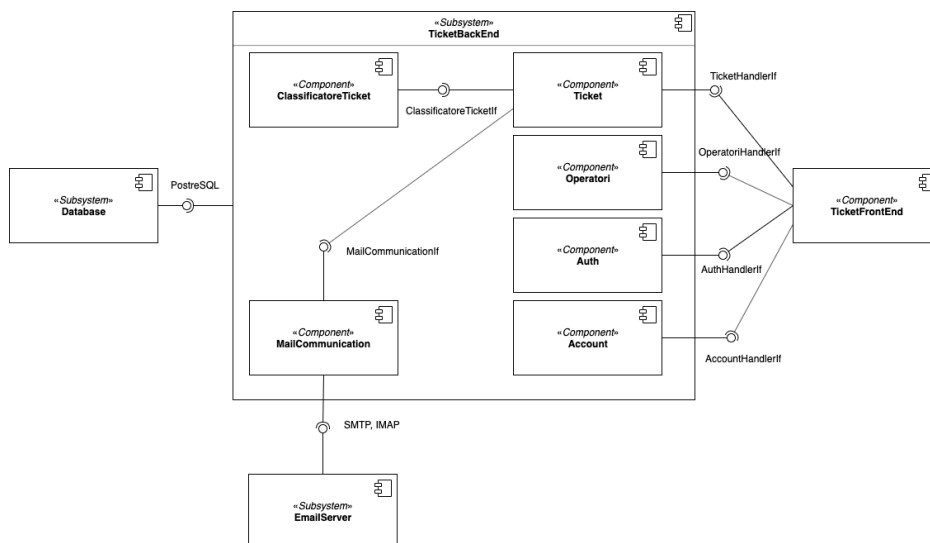 «Subsystem»
TicketBackEnd
«Component»
ClassificatoreTicket
ClassificatoreTicketIf
«Component»
Ticket
TicketHandlerIf
«Component»
Operatori
OperatoriHandlerIf
«Subsystem»
Database
PostreSQL
«Component»
TicketFrontEnd
MailCommunicationIf
«Component»
Auth
AuthHandlerIf
«Component»
MailCommunication
«Component»
Account
AccountHandlerIf
SMTP, IMAP
«Subsystem»
EmailServer